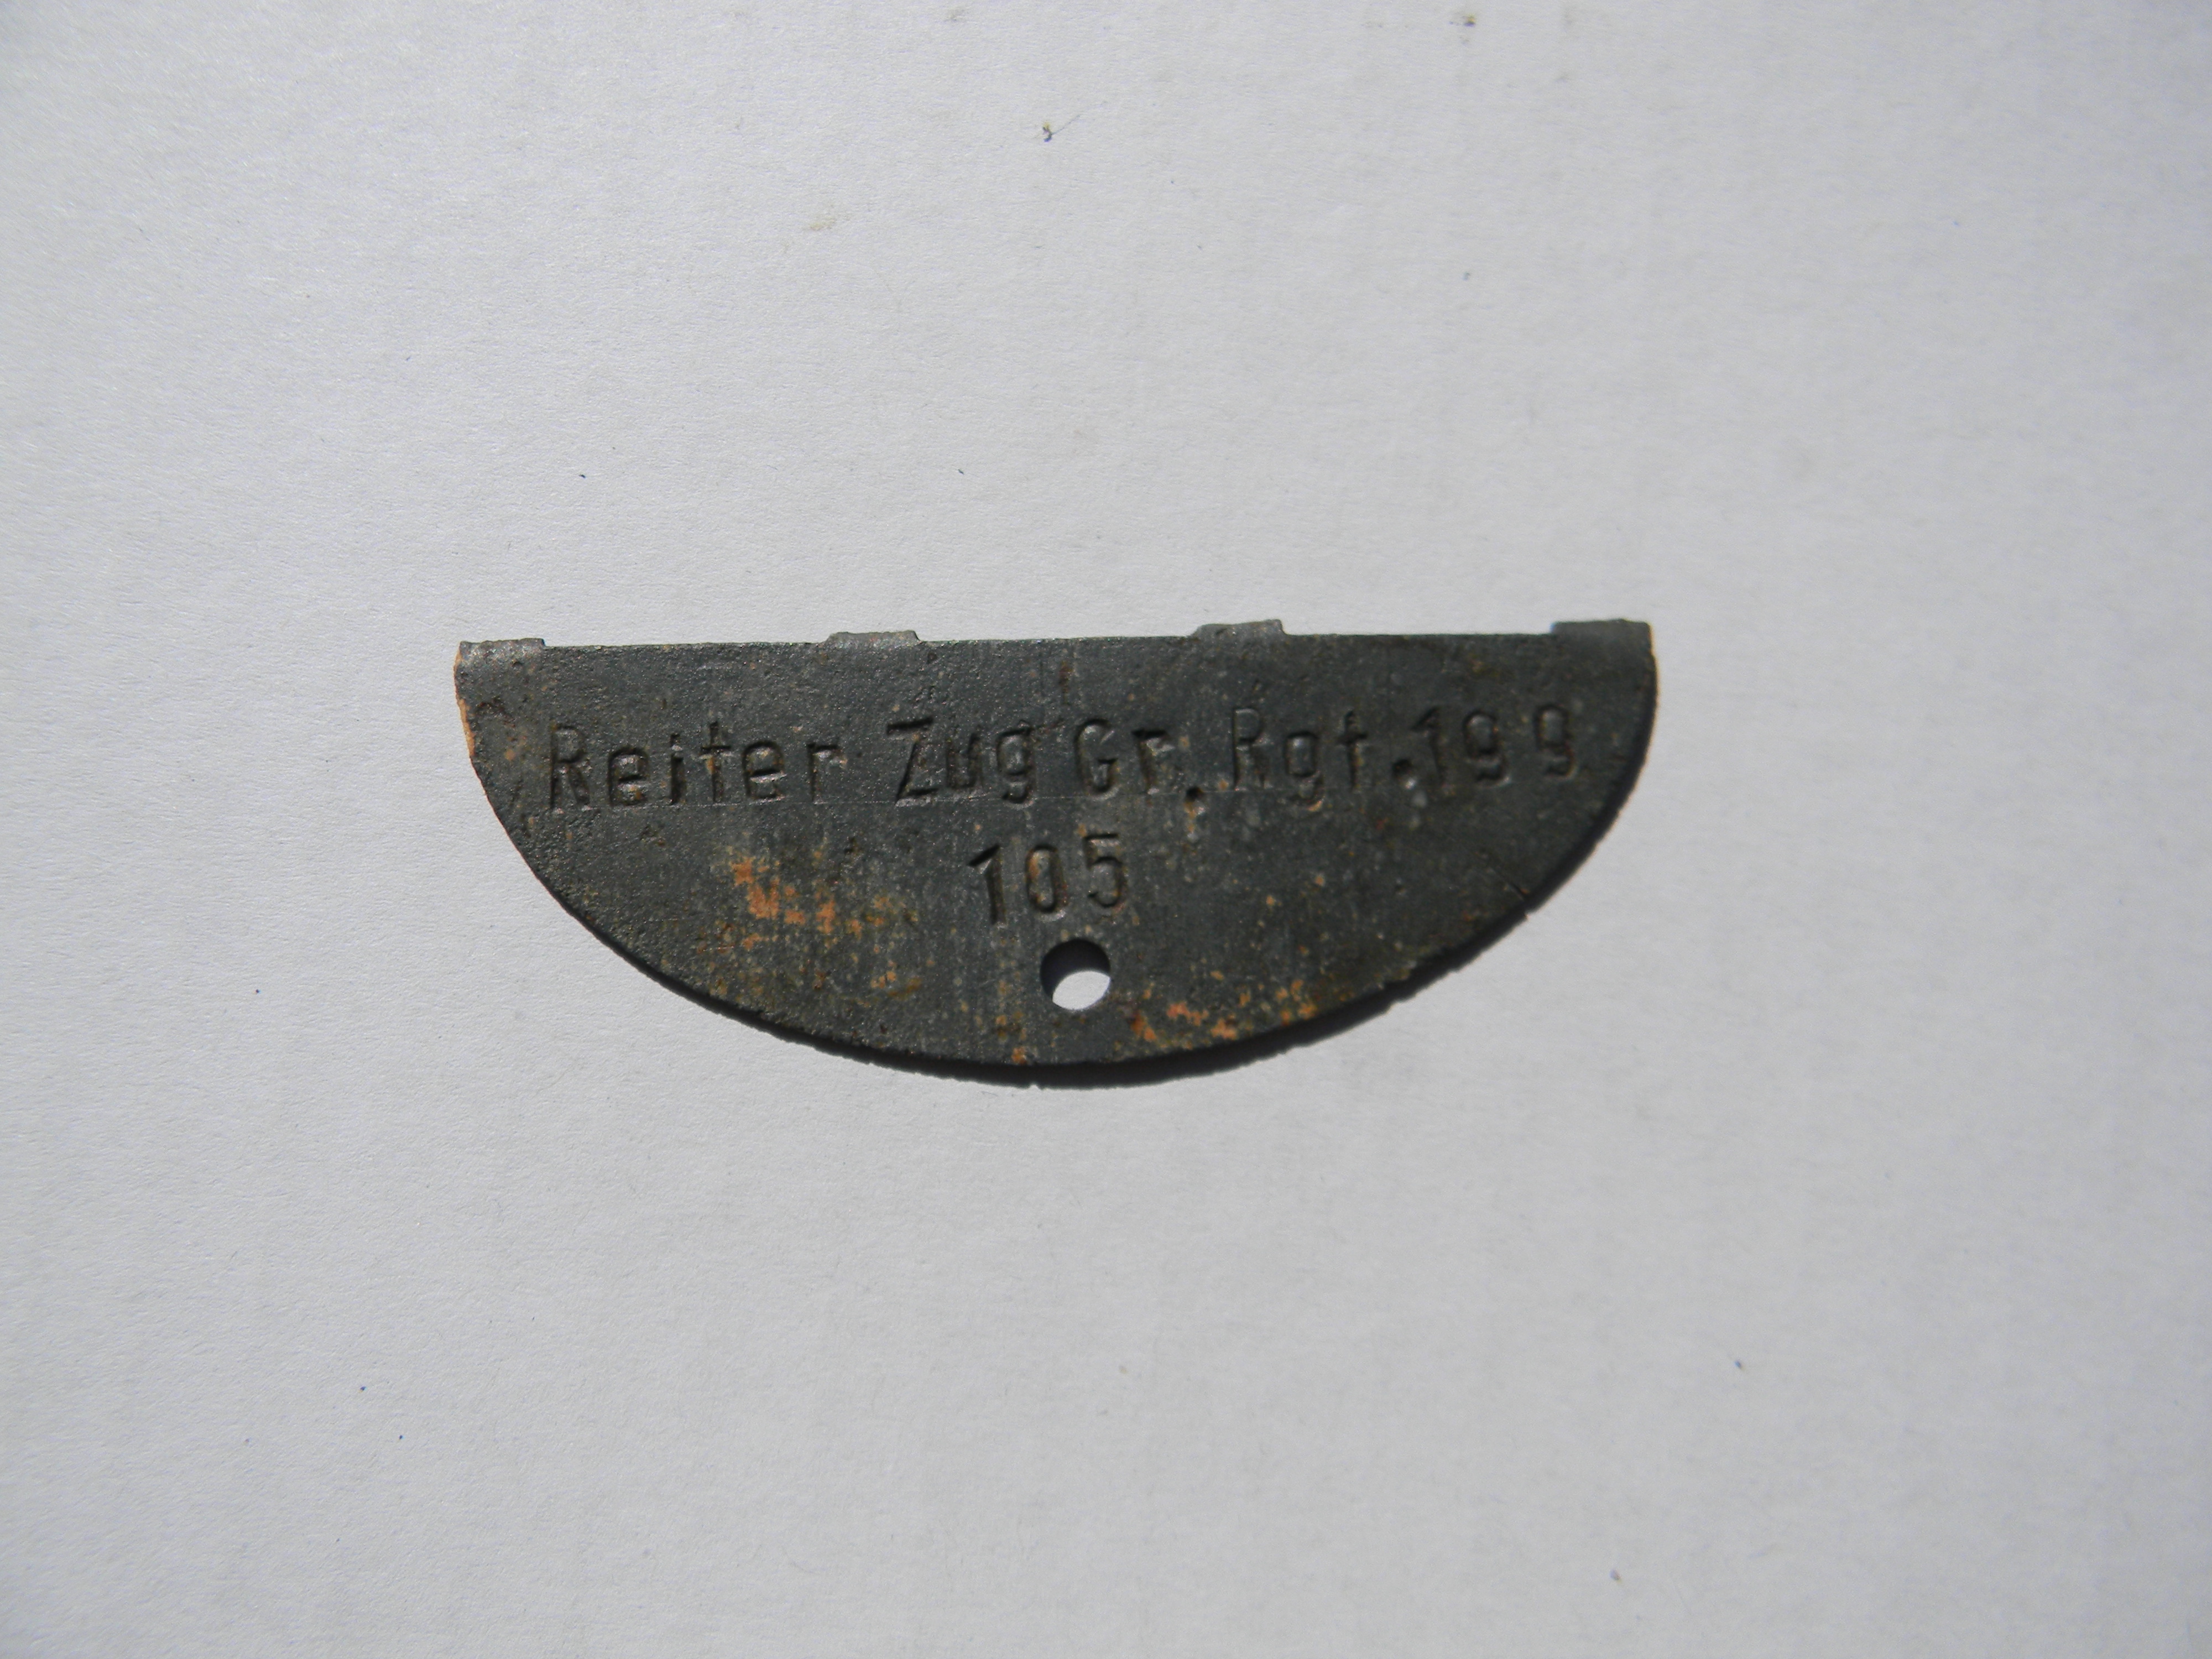 Reiter Zug Gr. Rgt. 199
105